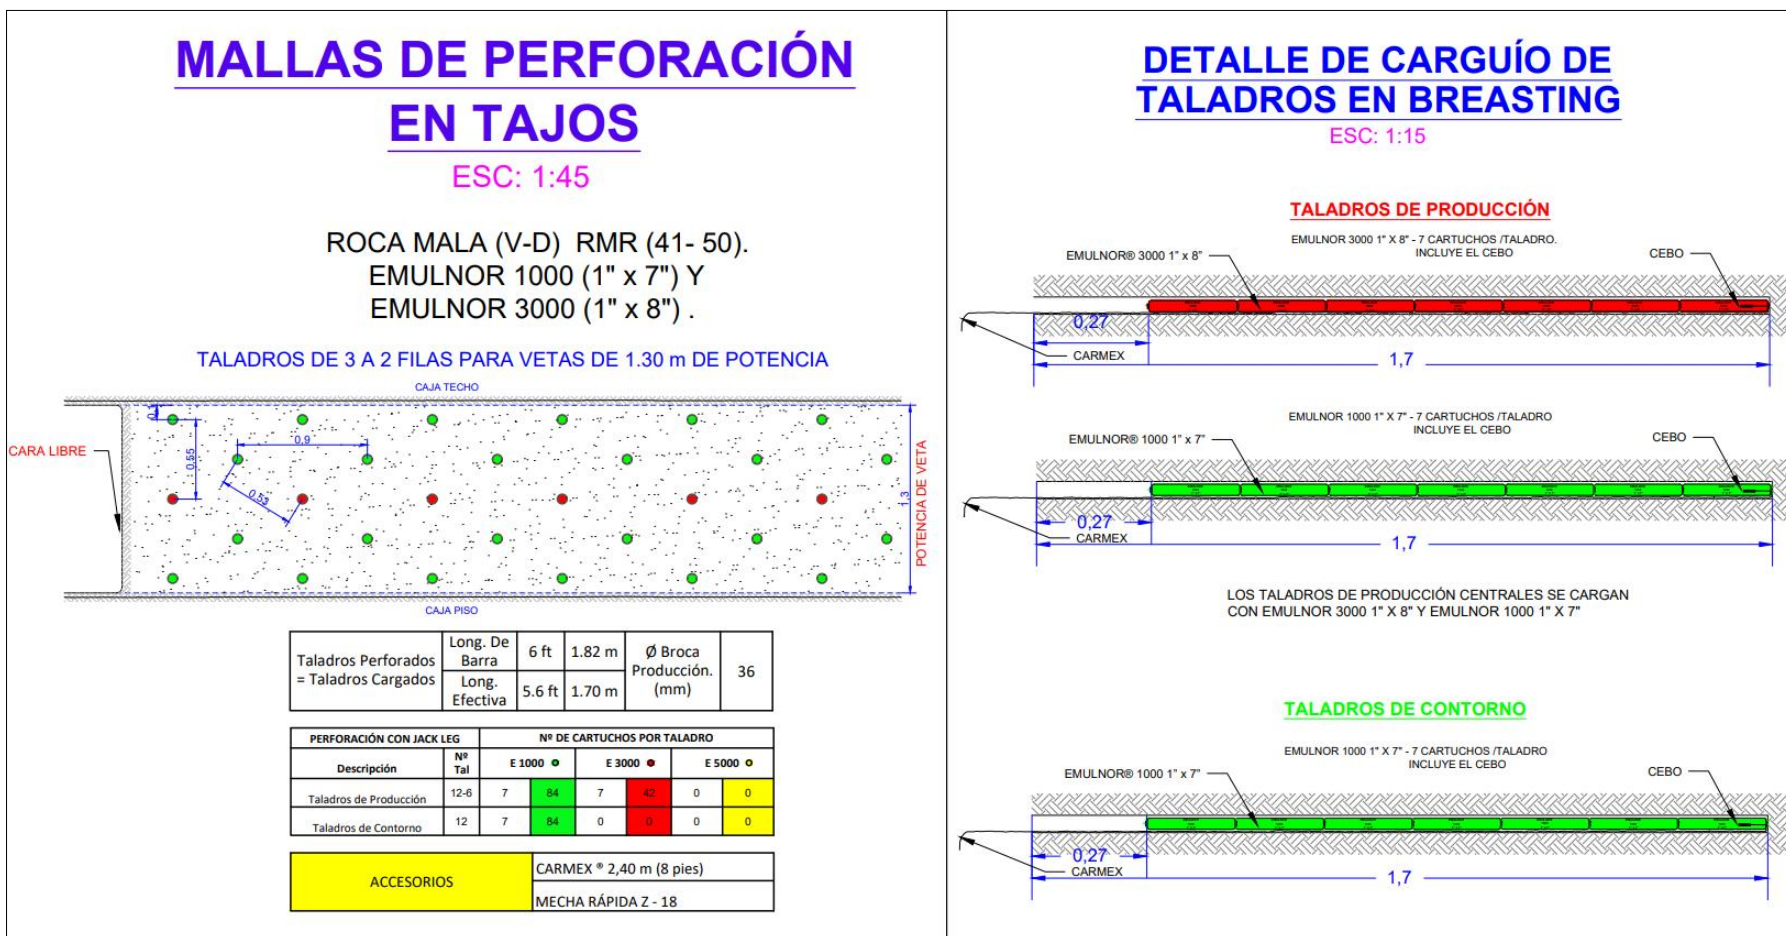 MALLAS DE PERFORACIÓN
EN TAJOS
ESC: 1:45
ROCA MALA (V-D) RMR (41- 50).
EMULNOR 1000 (1" x 7") Y
EMULNOR 3000 (1" x 8") .
TALADROS DE 3 A 2 FILAS PARA VETAS DE 1.30 m DE POTENCIA
CAJA TECHO
0,1
0,9
0,55
0,53
CARA LIBRE
1,3
POTENCIA DE VETA
CAJA PISO
Taladros Perforados = Taladros Cargados
Long. De Barra 6 ft 1.82 m
Long. Efectiva 5.6 ft 1.70 m
Ø Broca Producción. (mm) 36
PERFORACIÓN CON JACK LEG Nº DE CARTUCHOS POR TALADRO
Descripción Nº Tal E 1000 E 3000 E 5000
Taladros de Producción 12-6 7 84 7 42 0 0
Taladros de Contorno 12 7 84 0 0 0 0
ACCESORIOS
CARMEX ® 2,40 m (8 pies)
MECHA RÁPIDA Z - 18
DETALLE DE CARGUÍO DE
TALADROS EN BREASTING
ESC: 1:15
TALADROS DE PRODUCCIÓN
EMULNOR 3000 1" X 8" - 7 CARTUCHOS /TALADRO.
INCLUYE EL CEBO
EMULNOR® 3000 1" x 8"
CEBO
0,27
CARMEX
1,7
EMULNOR 1000 1" X 7" - 7 CARTUCHOS /TALADRO
INCLUYE EL CEBO
EMULNOR® 1000 1" x 7"
CEBO
0,27
CARMEX
1,7
LOS TALADROS DE PRODUCCIÓN CENTRALES SE CARGAN
CON EMULNOR 3000 1" X 8" Y EMULNOR 1000 1" X 7"
TALADROS DE CONTORNO
EMULNOR 1000 1" X 7" - 7 CARTUCHOS /TALADRO
INCLUYE EL CEBO
EMULNOR® 1000 1" x 7"
CEBO
0,27
CARMEX
1,7